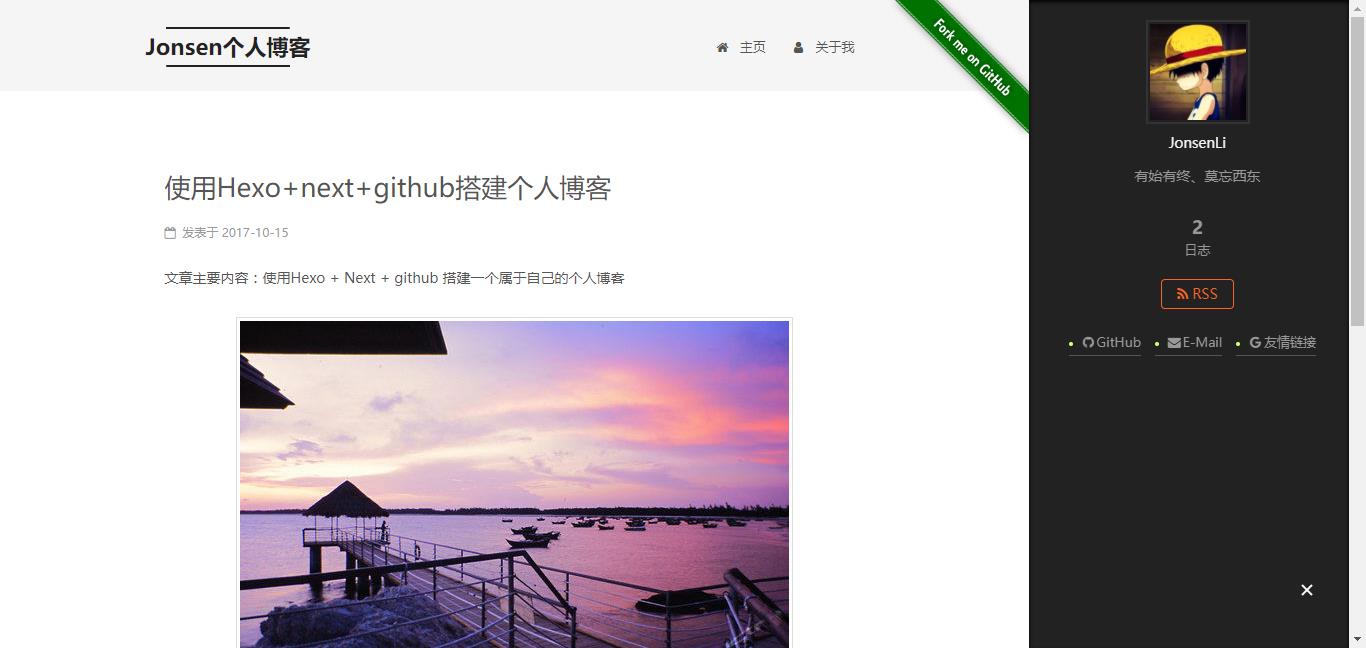 Jonsen个人博客
主页
关于我
Fork me on GitHub
使用Hexo+next+github搭建个人博客
发表于 2017-10-15
文章主要内容：使用Hexo + Next + github 搭建一个属于自己的个人博客
JonsenLi
有始有终、莫忘西东
2
日志
RSS
GitHub
E-Mail
友情链接